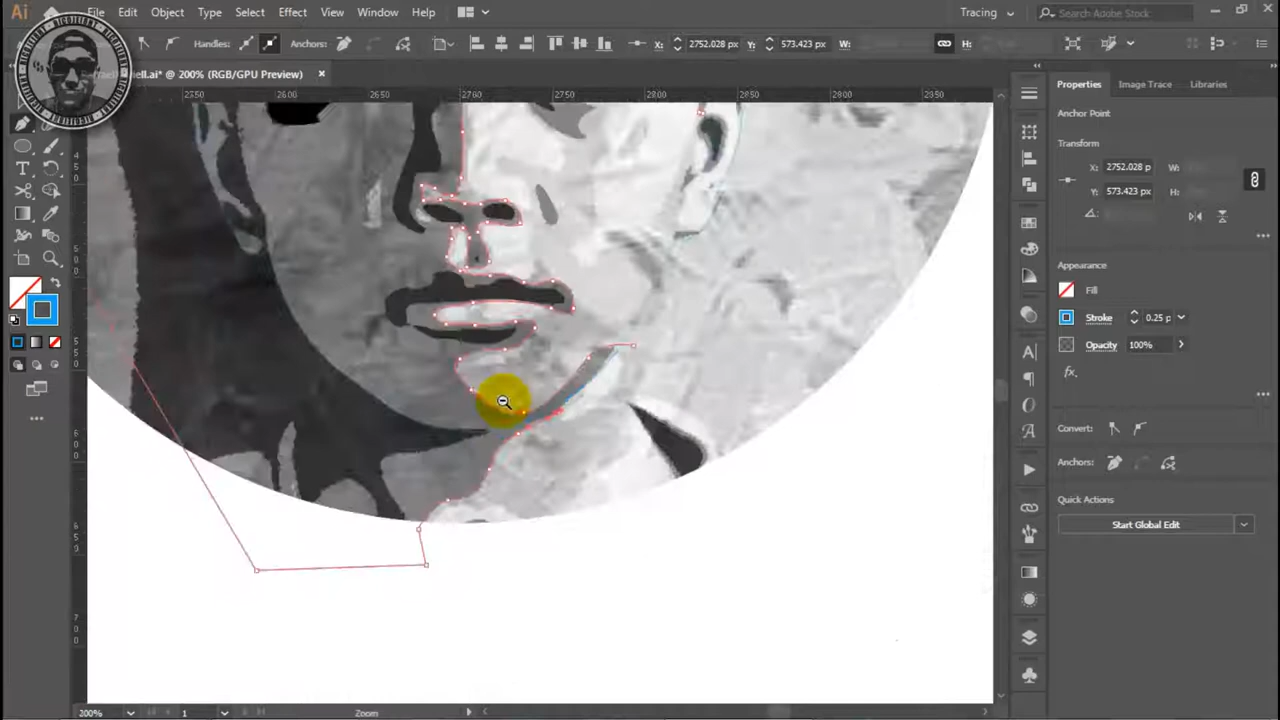 Ai File Edit Object Type Select Effect View Window Help Tracing Search Adobe Stock
Handles: Anchors: X: 2752.028 px Y: 573.423 px W: H:
ell.ai* @ 200% (RGB/GPU Preview) ×
2550 2600 2650 2700 2750 2800 2850 2900 2950
Properties Image Trace Libraries
Anchor Point
Transform
X: 2752.028 p W:
Y: 573.423 px H:
Appearance
Fill
Stroke 0.25 p
Opacity 100%
fx.
Convert:
Anchors:
Quick Actions
Start Global Edit
200% 1 Zoom